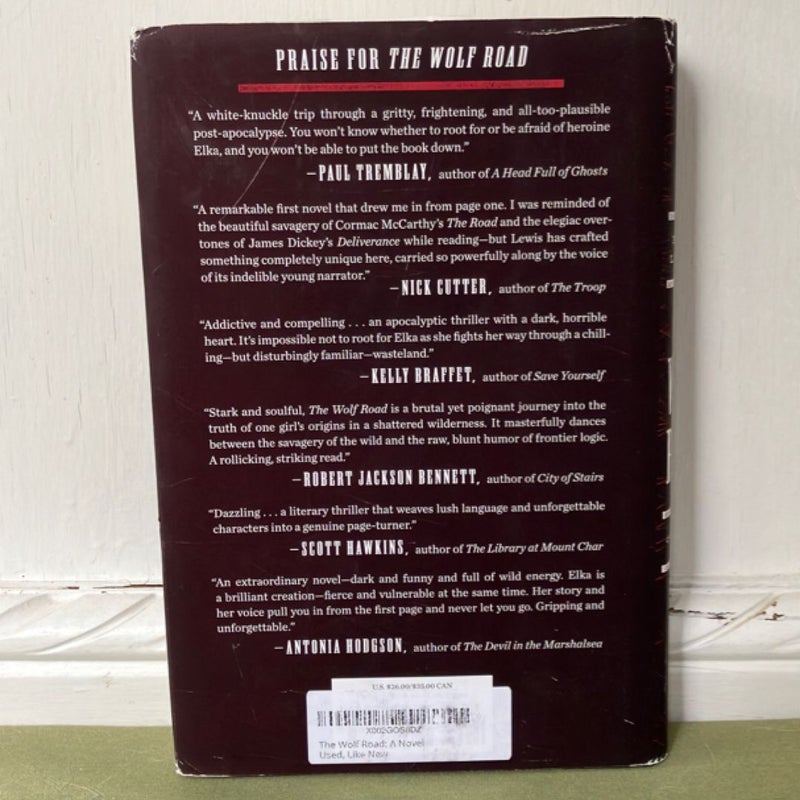 PRAISE FOR THE WOLF ROAD
“A white-knuckle trip through a gritty, frightening, and all-too-plausible
post-apocalypse. You won’t know whether to root for or be afraid of heroine
Elka, and you won’t be able to put the book down.”
—PAUL TREMBLAY, author of A Head Full of Ghosts
“A remarkable first novel that drew me in from page one. I was reminded of
the beautiful savagery of Cormac McCarthy’s The Road and the elegiac over-
tones of James Dickey’s Deliverance while reading—but Lewis has crafted
something completely unique here, carried so powerfully along by the voice
of its indelible young narrator.”
—NICK CUTTER, author of The Troop
“Addictive and compelling . . . an apocalyptic thriller with a dark, horrible
heart. It’s impossible not to root for Elka as she fights her way through a chill-
ing—but disturbingly familiar—wasteland.”
—KELLY BRAFFET, author of Save Yourself
“Stark and soulful, The Wolf Road is a brutal yet poignant journey into the
truth of one girl’s origins in a shattered wilderness. It masterfully dances
between the savagery of the wild and the raw, blunt humor of frontier logic.
A rollicking, striking read.”
—ROBERT JACKSON BENNETT, author of City of Stairs
“Dazzling . . . a literary thriller that weaves lush language and unforgettable
characters into a genuine page-turner.”
—SCOTT HAWKINS, author of The Library at Mount Char
“An extraordinary novel—dark and funny and full of wild energy. Elka is
a brilliant creation—fierce and vulnerable at the same time. Her story and
her voice pull you in from the first page and never let you go. Gripping and
unforgettable.”
—ANTONIA HODGSON, author of The Devil in the Marshalsea
U.S. $26.00/$35.00 CAN
The Wolf Road: A Novel
Used, Like New